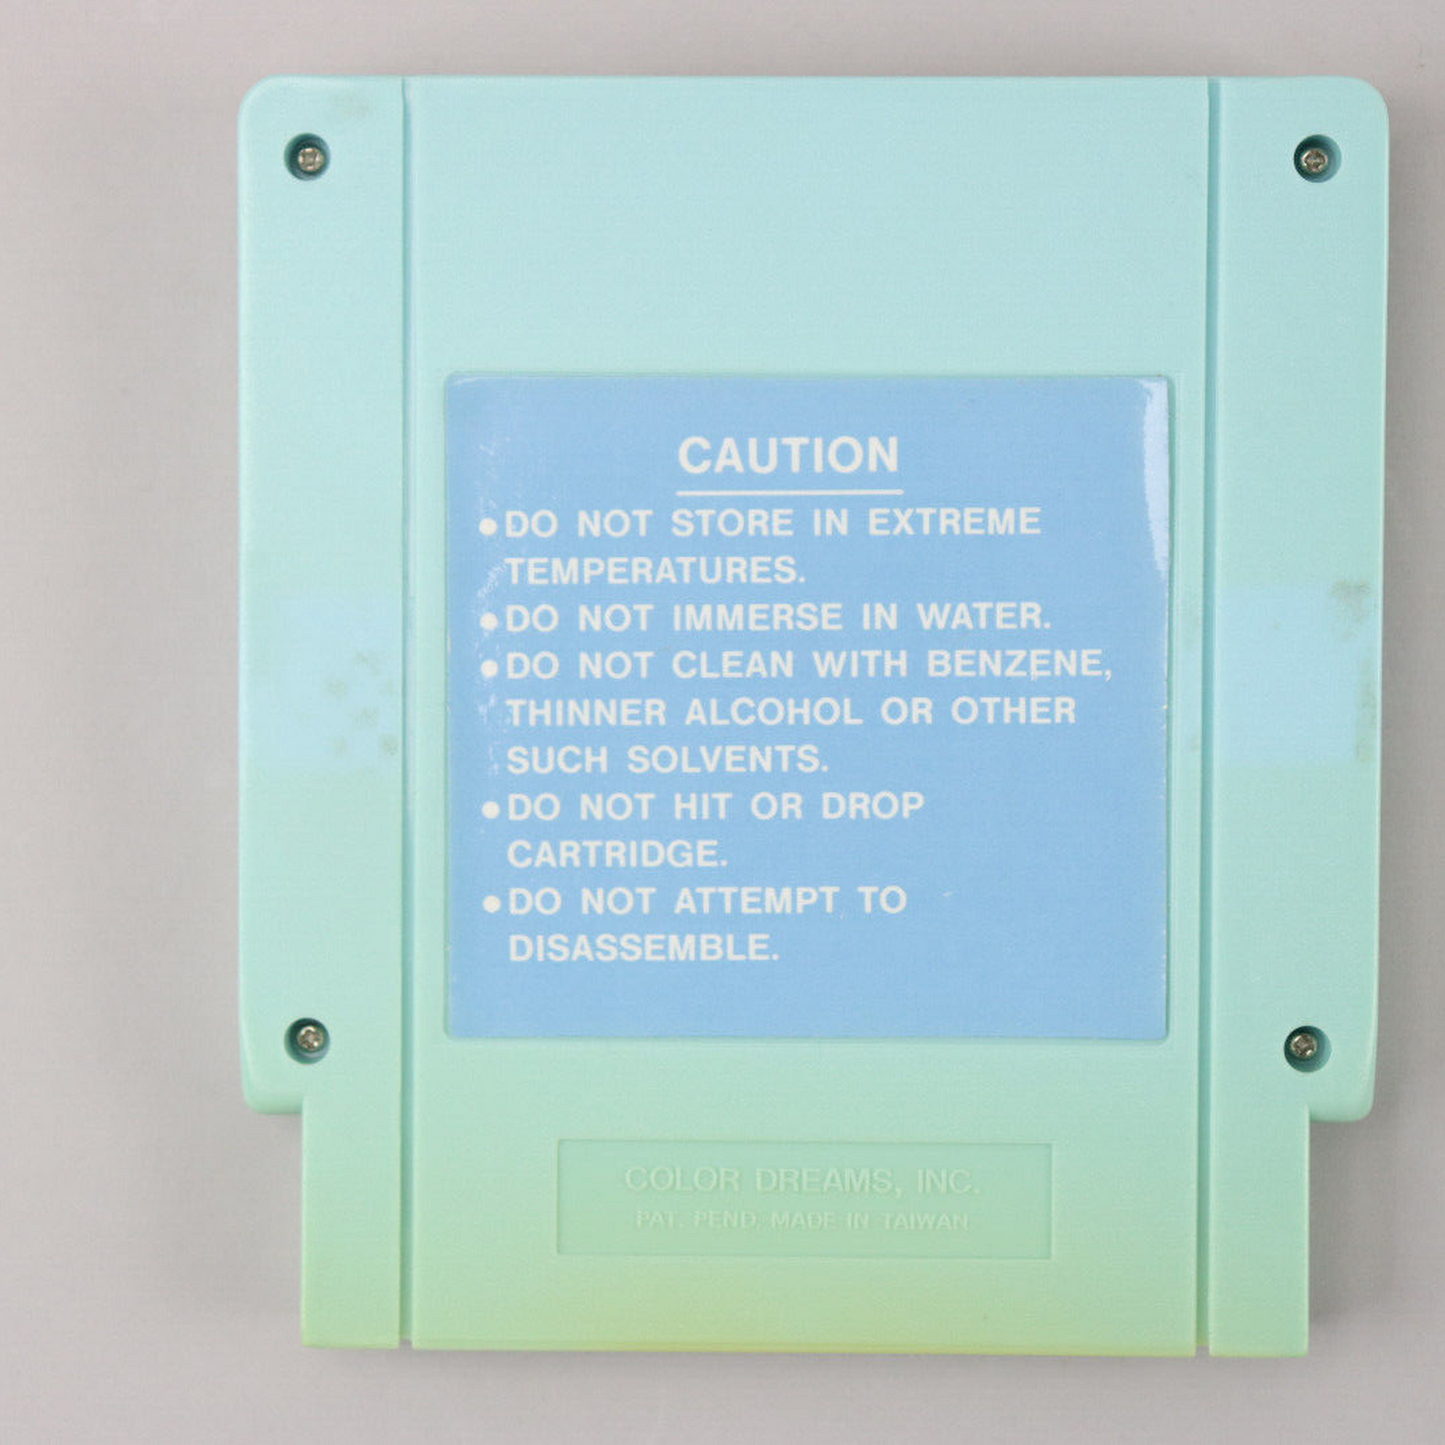 CAUTION
●DO NOT STORE IN EXTREME
TEMPERATURES.
●DO NOT IMMERSE IN WATER.
●DO NOT CLEAN WITH BENZENE,
THINNER ALCOHOL OR OTHER
SUCH SOLVENTS.
●DO NOT HIT OR DROP
CARTRIDGE.
●DO NOT ATTEMPT TO
DISASSEMBLE.
COLOR DREAMS, INC.
PAT. PEND. MADE IN TAIWAN